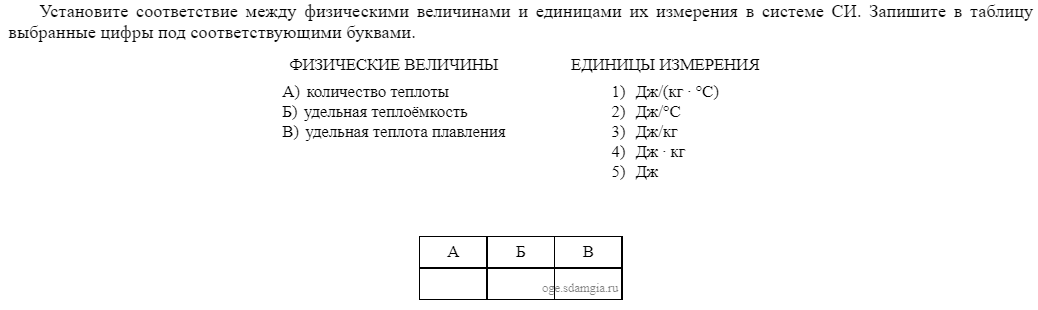 Установите соответствие между физическими величинами и единицами их измерения в системе СИ. Запишите в таблицу
выбранные цифры под соответствующими буквами.
ФИЗИЧЕСКИЕ ВЕЛИЧИНЫ
А) количество теплоты
Б) удельная теплоёмкость
В) удельная теплота плавления
ЕДИНИЦЫ ИЗМЕРЕНИЯ
1) Дж/(кг · °С)
2) Дж/°С
3) Дж/кг
4) Дж · кг
5) Дж
А Б В
oge.sdamgia.ru